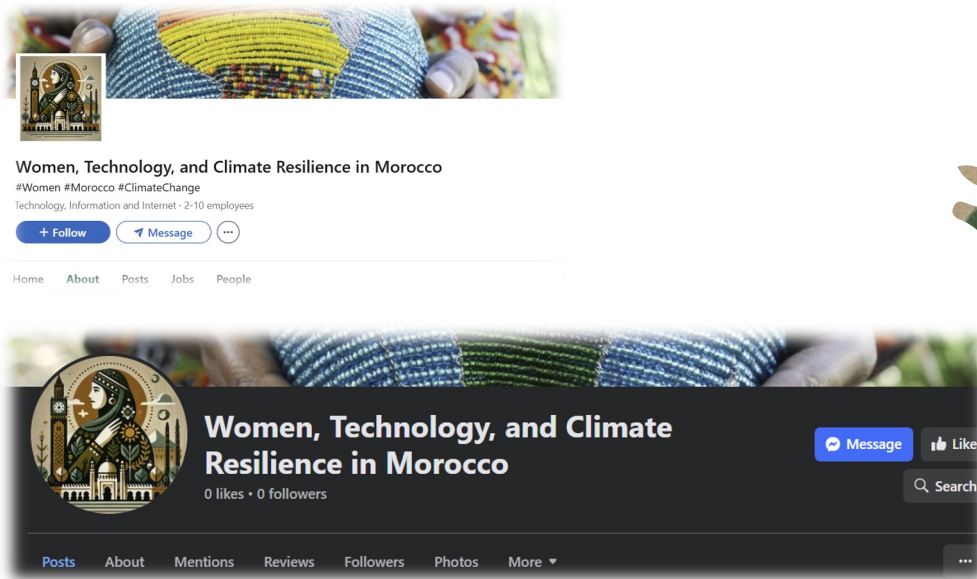 Women, Technology, and Climate Resilience in Morocco
#Women #Morocco #ClimateChange
Technology, Information and Internet · 2-10 employees
+ Follow Message ...
Home About Posts Jobs People
Women, Technology, and Climate
Resilience in Morocco
0 likes • 0 followers
Message Like
Search
Posts About Mentions Reviews Followers Photos More
...